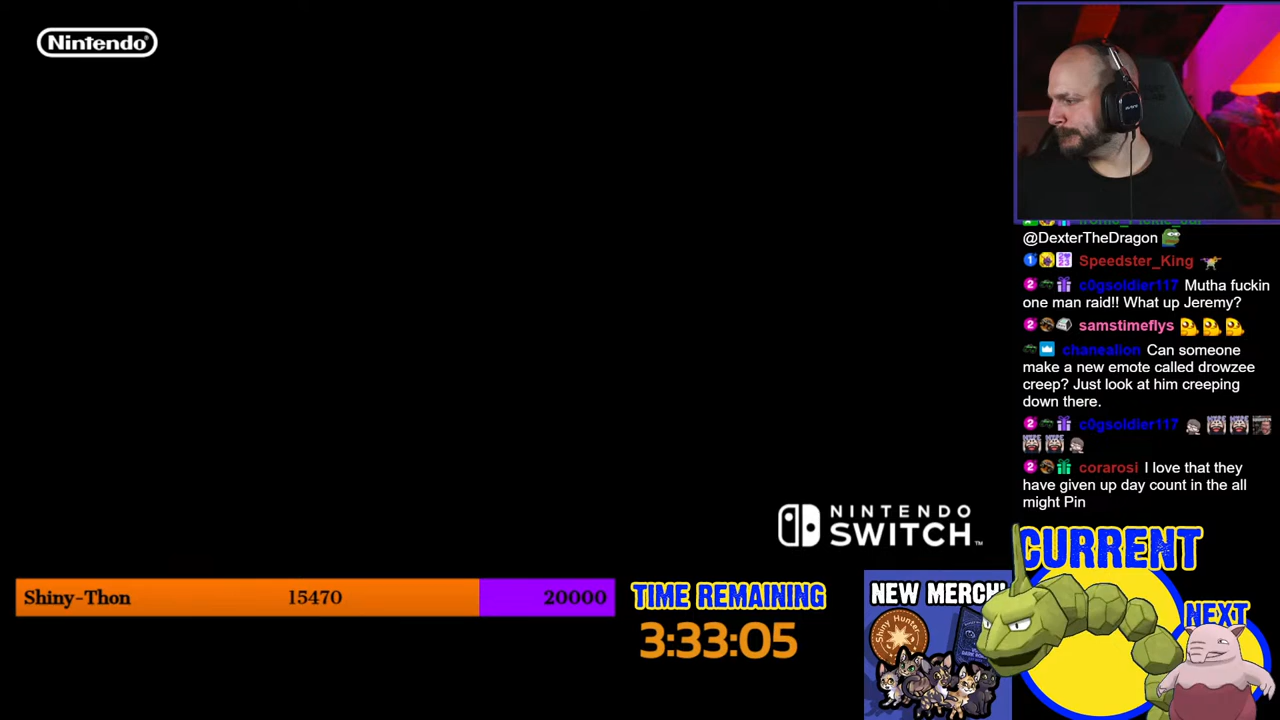 Nintendo
@DexterTheDragon
Speedster_King
c0gsoldier117 Mutha fuckin
one man raid!! What up Jeremy?
samstimeflys
chanealion Can someone
make a new emote called drowzee
creep? Just look at him creeping
down there.
c0gsoldier117
corarosi I love that they
have given up day count in the all
might Pin
NINTENDO
SWITCH
CURRENT
Shiny-Thon 15470 20000
TIME REMAINING
3:33:05
NEW MERCH!
Shiny Hunter
NEXT